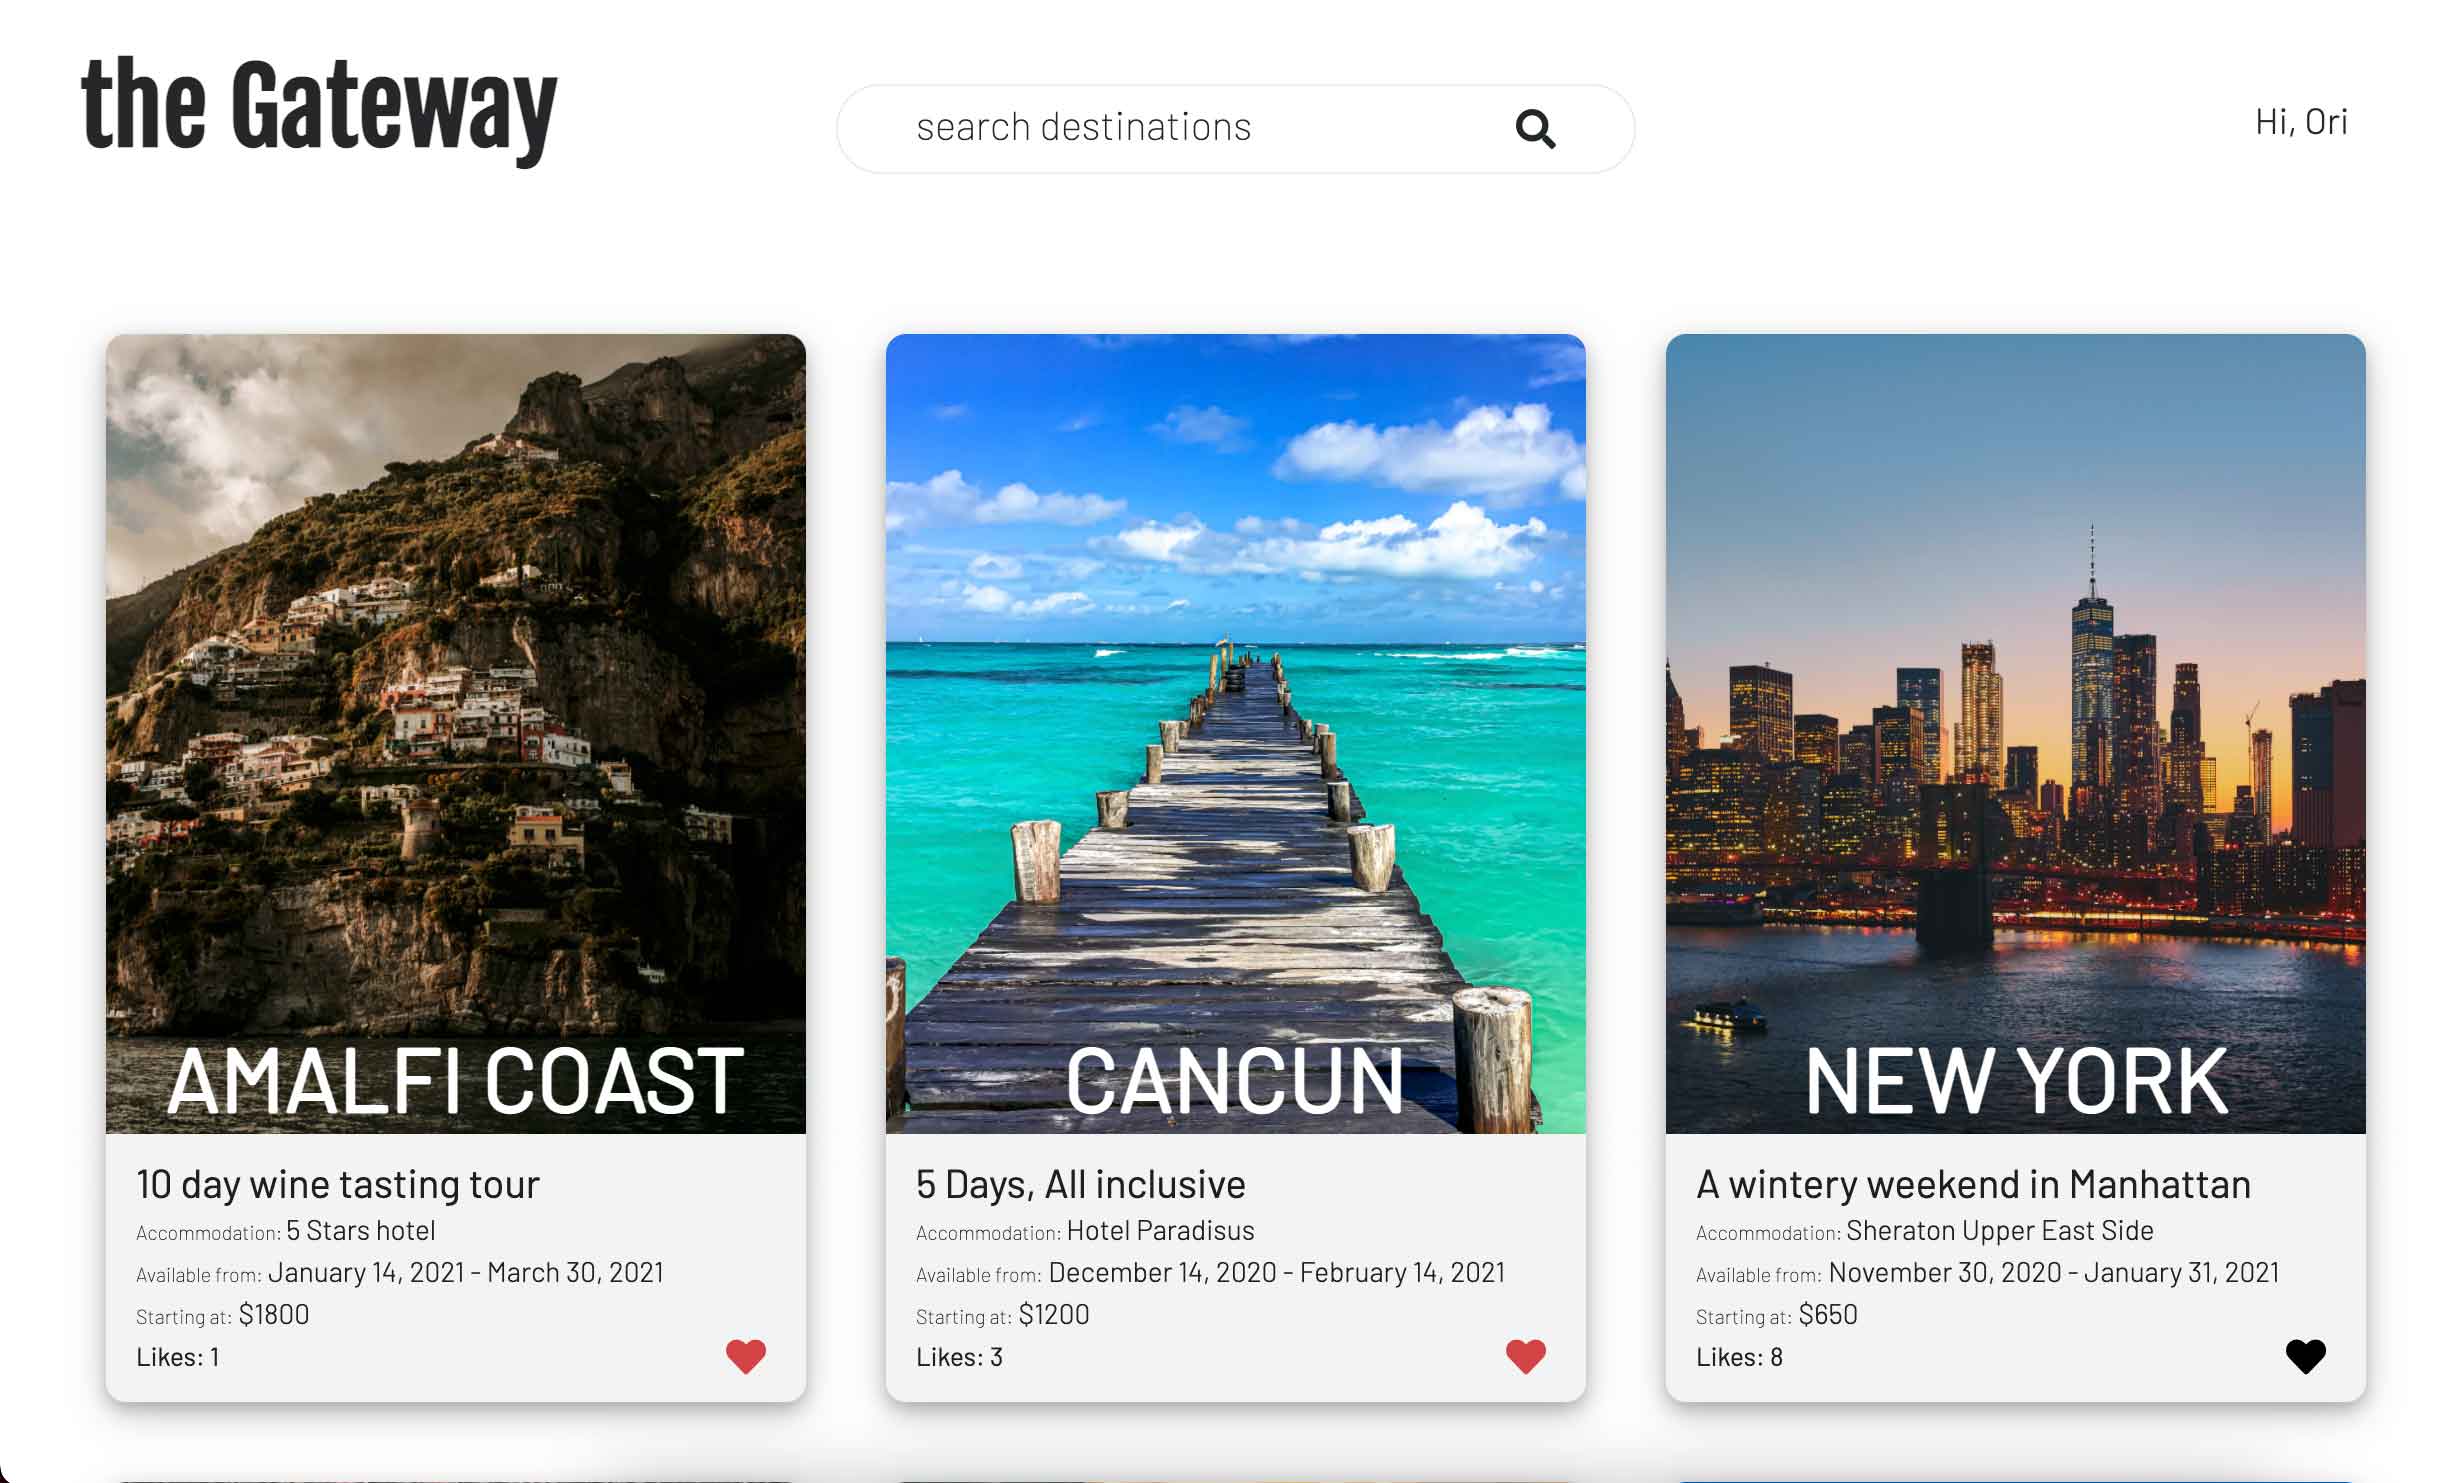 the Gateway
search destinations
Hi, Ori
AMALFI COAST
10 day wine tasting tour
Accommodation: 5 Stars hotel
Available from: January 14, 2021 - March 30, 2021
Starting at: $1800
Likes: 1
CANCUN
5 Days, All inclusive
Accommodation: Hotel Paradisus
Available from: December 14, 2020 - February 14, 2021
Starting at: $1200
Likes: 3
NEW YORK
A wintery weekend in Manhattan
Accommodation: Sheraton Upper East Side
Available from: November 30, 2020 - January 31, 2021
Starting at: $650
Likes: 8